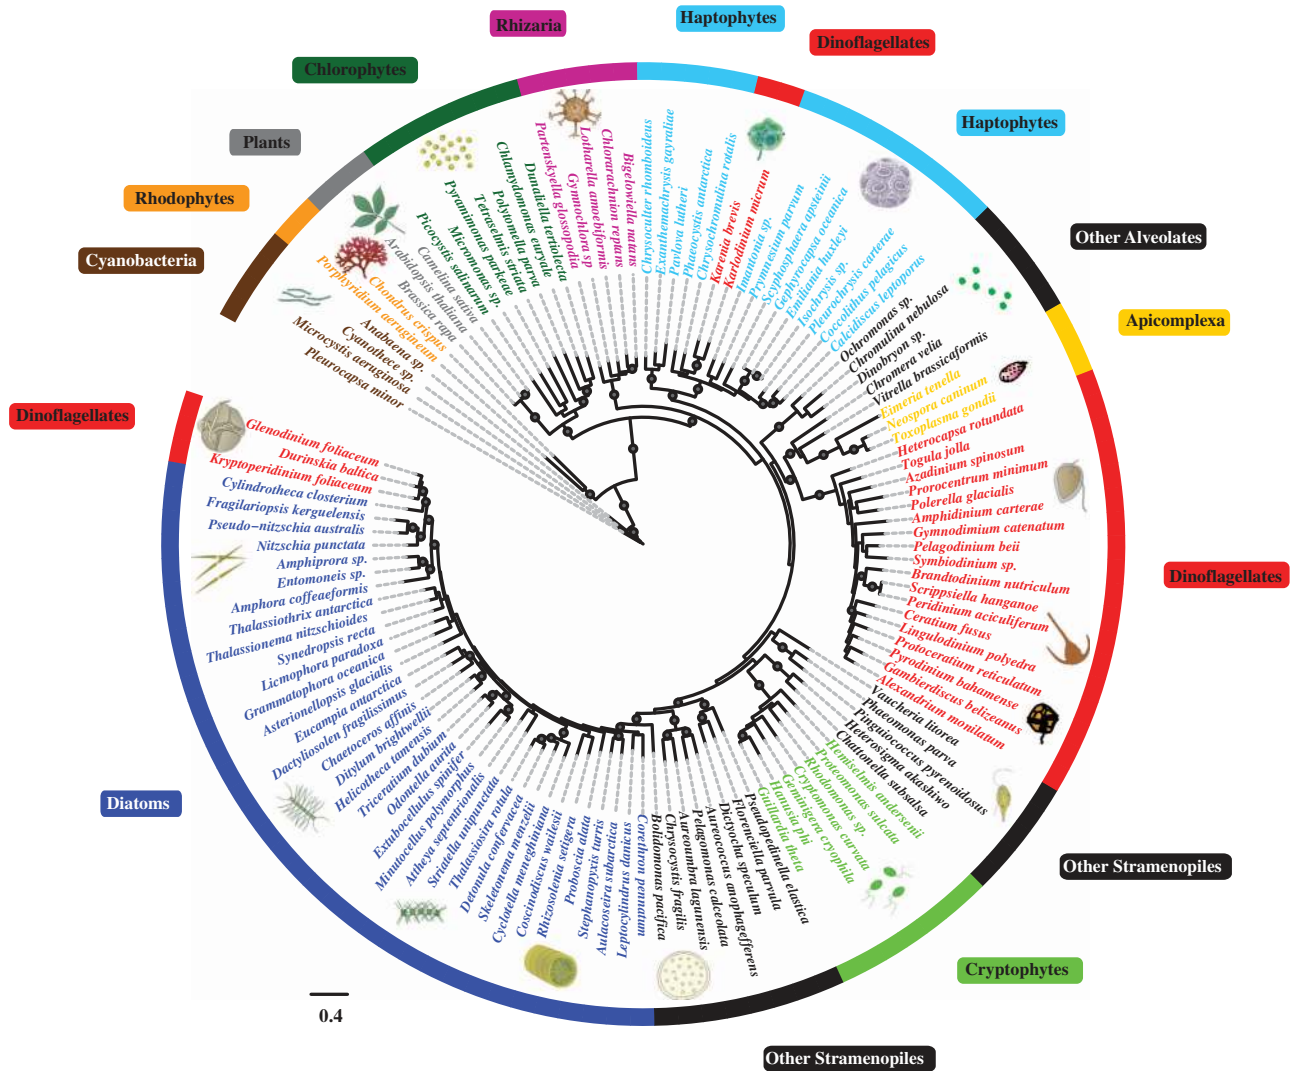 Rhizaria
Haptophytes
Dinoflagellates
Chlorophytes
Haptophytes
Plants
Rhodophytes
Other Alveolates
Cyanobacteria
Apicomplexa
Dinoflagellates
Dinoflagellates
Diatoms
Other Stramenopiles
Cryptophytes
Other Stramenopiles
0.4
Pleurocapsa minor
Microcystis aeruginosa
Cyanothece sp.
Anabaena sp.
Porphyridium aerugineum
Chondrus crispus
Brassica rapa
Arabidopsis thaliana
Camelina sativa
Picocystis salinarum
Micromonas sp.
Pyramimonas parkeae
Tetraselmis striata
Polytomella parva
Chlamydomonas euryale
Dunaliella tertiolecta
Partenskyella glossopodia
Gymnochlora sp
Lotharella amoebiformis
Chlorarachnion reptans
Bigelowiella natans
Chrysoculter rhomboideus
Exanthemachrysis gayraliae
Pavlova lutheri
Phaeocystis antarctica
Chrysochromulina rotalis
Karenia brevis
Karlodinium micrum
Imantonia sp.
Prymnesium parvum
Scyphosphaera apsteinii
Gephyrocapsa oceanica
Emiliania huxleyi
Isochrysis sp.
Pleurochrysis carterae
Coccolithus pelagicus
Calcidiscus leptoporus
Ochromonas sp.
Chromulina nebulosa
Dinobryon sp.
Chromera velia
Vitrella brassicaformis
Eimeria tenella
Neospora caninum
Toxoplasma gondii
Heterocapsa rotundata
Togula jolla
Azadinium spinosum
Prorocentrum minimum
Polerella glacialis
Amphidinium carterae
Gymnodimium catenatum
Pelagodinium beii
Symbiodinium sp.
Brandtodinium nutriculum
Scrippsiella hanganoe
Peridinium aciculiferum
Ceratium fusus
Lingulodinium polyedra
Protoceratium reticulatum
Pyrodinium bahamense
Gambierdiscus belizeanus
Alexandrium monilatum
Vaucheria litorea
Phaeomonas parva
Pinguiococcus pyrenoidosus
Heterosigma akashiwo
Chattonella subsalsa
Hemiselmis andersenii
Proteomonas sulcata
Rhodomonas sp.
Cryptomonas curvata
Geminigera cryophila
Hanusia phi
Guillardia theta
Pseudopedinella elastica
Florenciella parvula
Dictyocha speculum
Aureococcus anophagefferens
Pelagomonas calceolata
Aureoumbra lagunensis
Chrysocystis fragilis
Bolidomonas pacifica
Corethron pennatum
Leptocylindrus danicus
Aulacoseira subarctica
Stephanopyxis turris
Proboscia alata
Rhizosolenia setigera
Coscinodiscus wailesii
Cyclotella meneghiniana
Skeletonema menzelii
Detonula confervacea
Thalassiosira rotula
Striatella unipunctata
Attheya septentrionalis
Minutocellus polymorphus
Extubocellulus spinifer
Odontella aurita
Triceratium dubium
Helicotheca tamensis
Ditylum brightwellii
Chaetoceros affinis
Dactyliosolen fragilissimus
Eucampia antarctica
Asterionellopsis glacialis
Grammatophora oceanica
Licmophora paradoxa
Synedropsis recta
Thalassionema nitzschioides
Thalassiothrix antarctica
Amphora coffeaeformis
Entomoneis sp.
Amphiprora sp.
Nitzschia punctata
Pseudo-nitzschia australis
Fragilariopsis kerguelensis
Cylindrotheca closterium
Kryptoperidinium foliaceum
Durinskia baltica
Glenodinium foliaceum